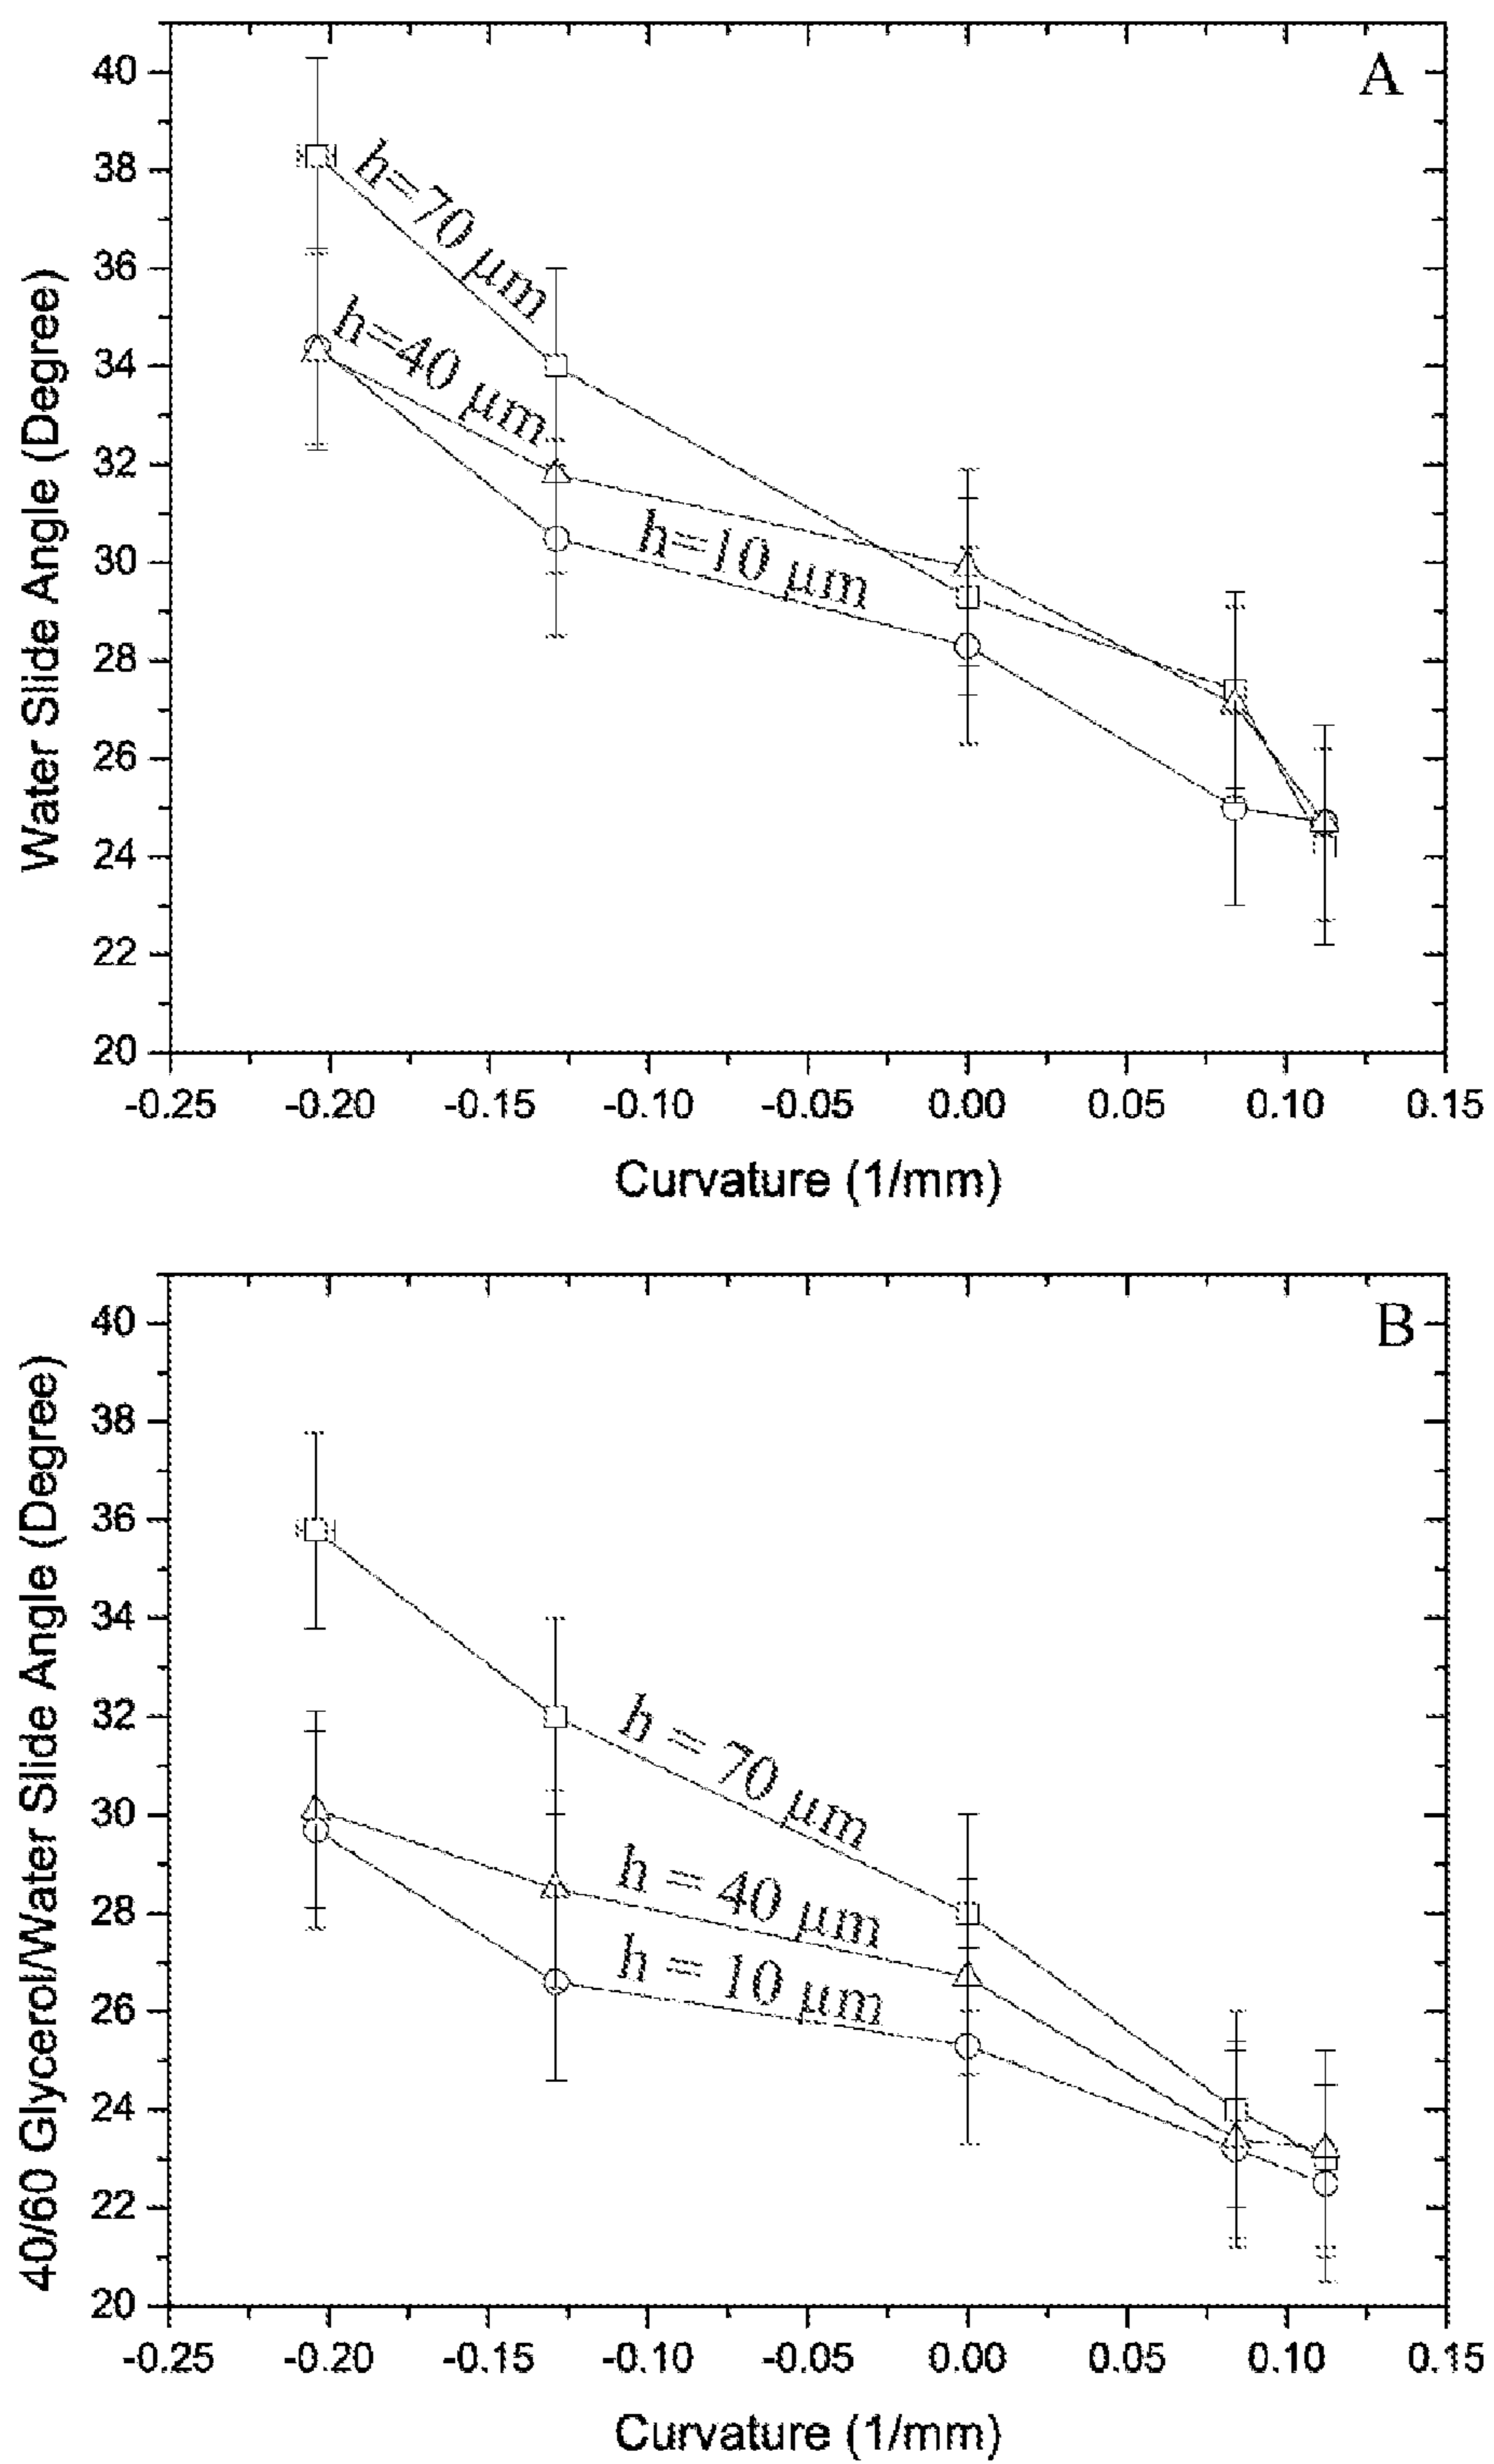 A
40
38
36
34
32
30
28
26
24
22
20
Water Slide Angle (Degree)
h=70 μm
h=40 μm
h=10 μm
-0.25 -0.20 -0.15 -0.10 -0.05 0.00 0.05 0.10 0.15
Curvature (1/mm)
B
40
38
36
34
32
30
28
26
24
22
20
40/60 Glycerol/Water Slide Angle (Degree)
h = 70 μm
h = 40 μm
h = 10 μm
-0.25 -0.20 -0.15 -0.10 -0.05 0.00 0.05 0.10 0.15
Curvature (1/mm)